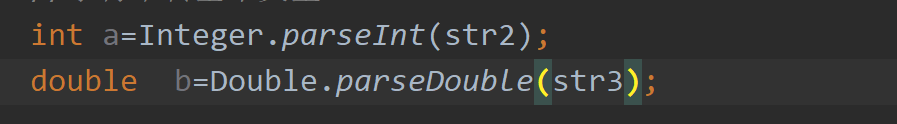 int a=Integer.parseInt(str2);
double  b=Double.parseDouble(str3);